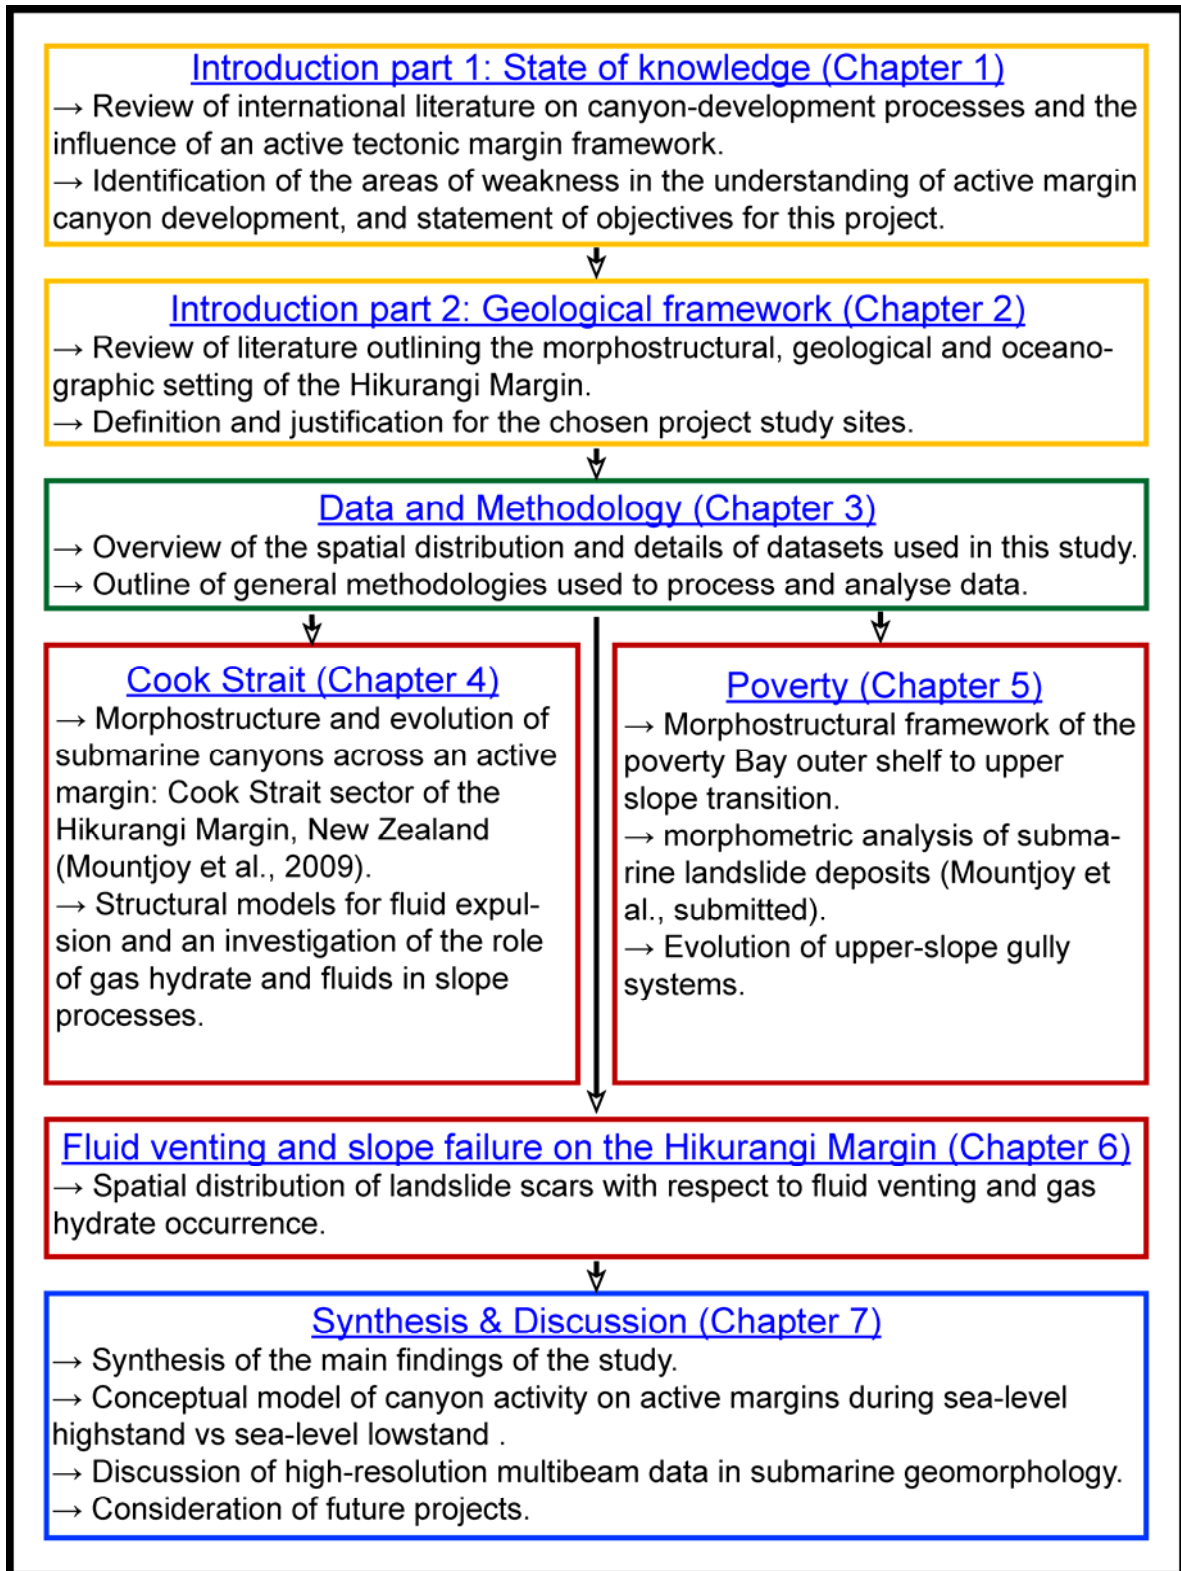 Introduction part 1: State of knowledge (Chapter 1)
→ Review of international literature on canyon-development processes and the
influence of an active tectonic margin framework.
→ Identification of the areas of weakness in the understanding of active margin
canyon development, and statement of objectives for this project.
Introduction part 2: Geological framework (Chapter 2)
→ Review of literature outlining the morphostructural, geological and oceano-
graphic setting of the Hikurangi Margin.
→ Definition and justification for the chosen project study sites.
Data and Methodology (Chapter 3)
→ Overview of the spatial distribution and details of datasets used in this study.
→ Outline of general methodologies used to process and analyse data.
Cook Strait (Chapter 4)
→ Morphostructure and evolution of
submarine canyons across an active
margin: Cook Strait sector of the
Hikurangi Margin, New Zealand
(Mountjoy et al., 2009).
→ Structural models for fluid expul-
sion and an investigation of the role
of gas hydrate and fluids in slope
processes.
Poverty (Chapter 5)
→ Morphostructural framework of the
poverty Bay outer shelf to upper
slope transition.
→ morphometric analysis of subma-
rine landslide deposits (Mountjoy et
al., submitted).
→ Evolution of upper-slope gully
systems.
Fluid venting and slope failure on the Hikurangi Margin (Chapter 6)
→ Spatial distribution of landslide scars with respect to fluid venting and gas
hydrate occurrence.
Synthesis & Discussion (Chapter 7)
→ Synthesis of the main findings of the study.
→ Conceptual model of canyon activity on active margins during sea-level
highstand vs sea-level lowstand .
→ Discussion of high-resolution multibeam data in submarine geomorphology.
→ Consideration of future projects.